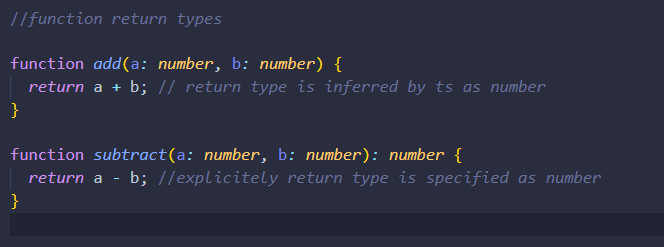 //function return types
function add(a: number, b: number) {
return a + b; // return type is inferred by ts as number
}
function subtract(a: number, b: number): number {
return a - b; //explicitely return type is specified as number
}